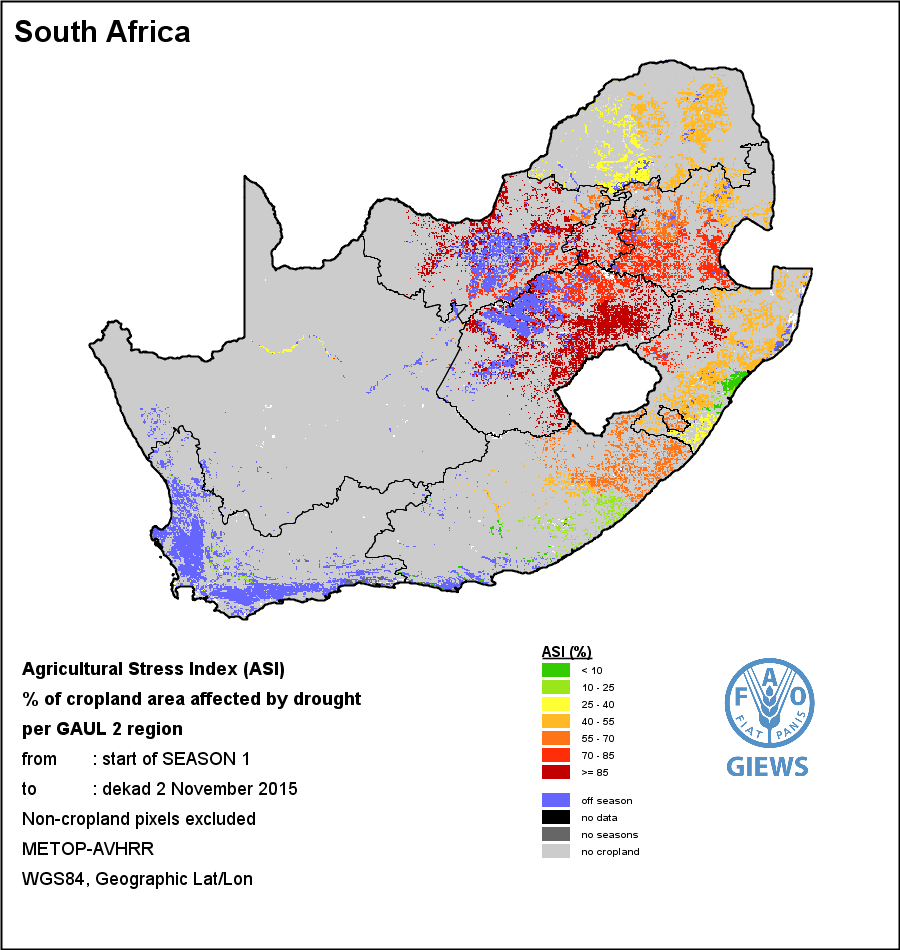 South Africa
Agricultural Stress Index (ASI)
% of cropland area affected by drought
per GAUL 2 region
from : start of SEASON 1
to : dekad 2 November 2015
Non-cropland pixels excluded
METOP-AVHRR
WGS84, Geographic Lat/Lon
ASI (%)
< 10
10 - 25
25 - 40
40 - 55
55 - 70
70 - 85
>= 85
off season
no data
no seasons
no cropland
F A O
FIAT PANIS
GIEWS